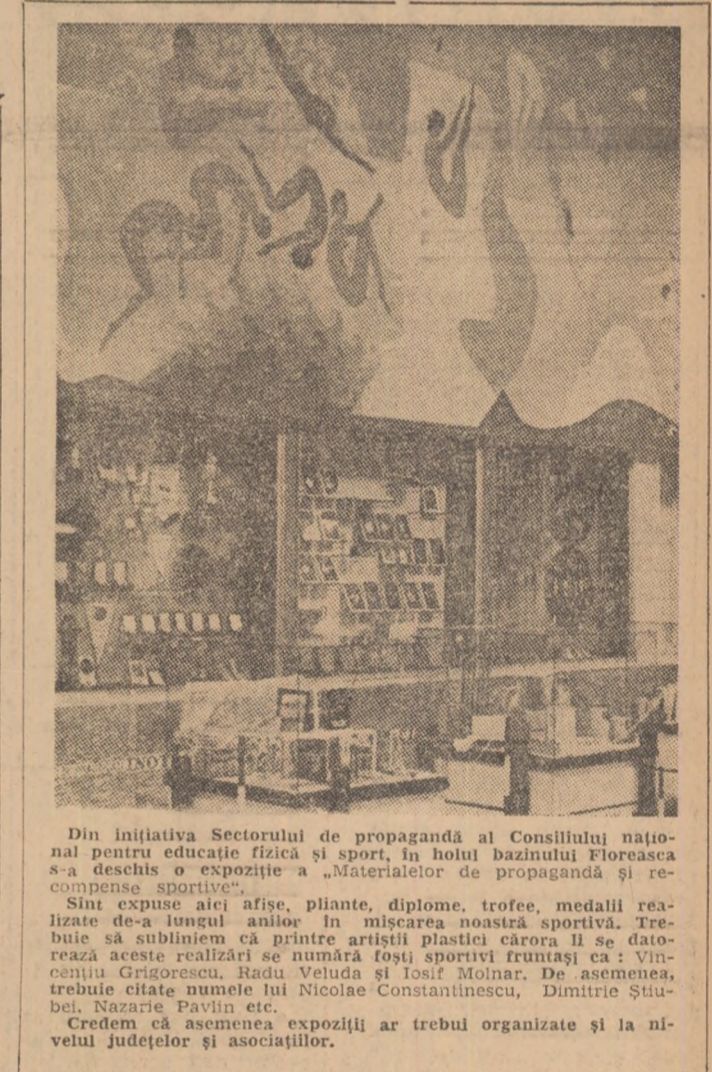 Din inițiativa Sectorului de propagandă al Consiliului națio-
nal pentru educație fizică și sport, în holul bazinului Floreasca
s-a deschis o expoziție a „Materialelor de propagandă și re-
compense sportive“.
Sînt expuse aici afișe, pliante, diplome, trofee, medalii rea-
lizate de-a lungul anilor în mișcarea noastră sportivă. Tre-
buie să subliniem că printre artiștii plastici cărora li se dato-
rează aceste realizări se numără foști sportivi fruntași ca : Vin-
cențiu Grigorescu, Radu Veluda și Iosif Molnar. De asemenea,
trebuie citate numele lui Nicolae Constantinescu, Dimitrie Știu-
bei, Nazarie Pavlin etc.
Credem că asemenea expoziții ar trebui organizate și la ni-
velul județelor și asociațiilor.